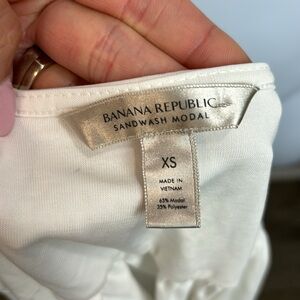 BANANA REPUBLIC
SANDWASH MODAL
XS
MADE IN
VIETNAM
65% Modal
35% Polyester